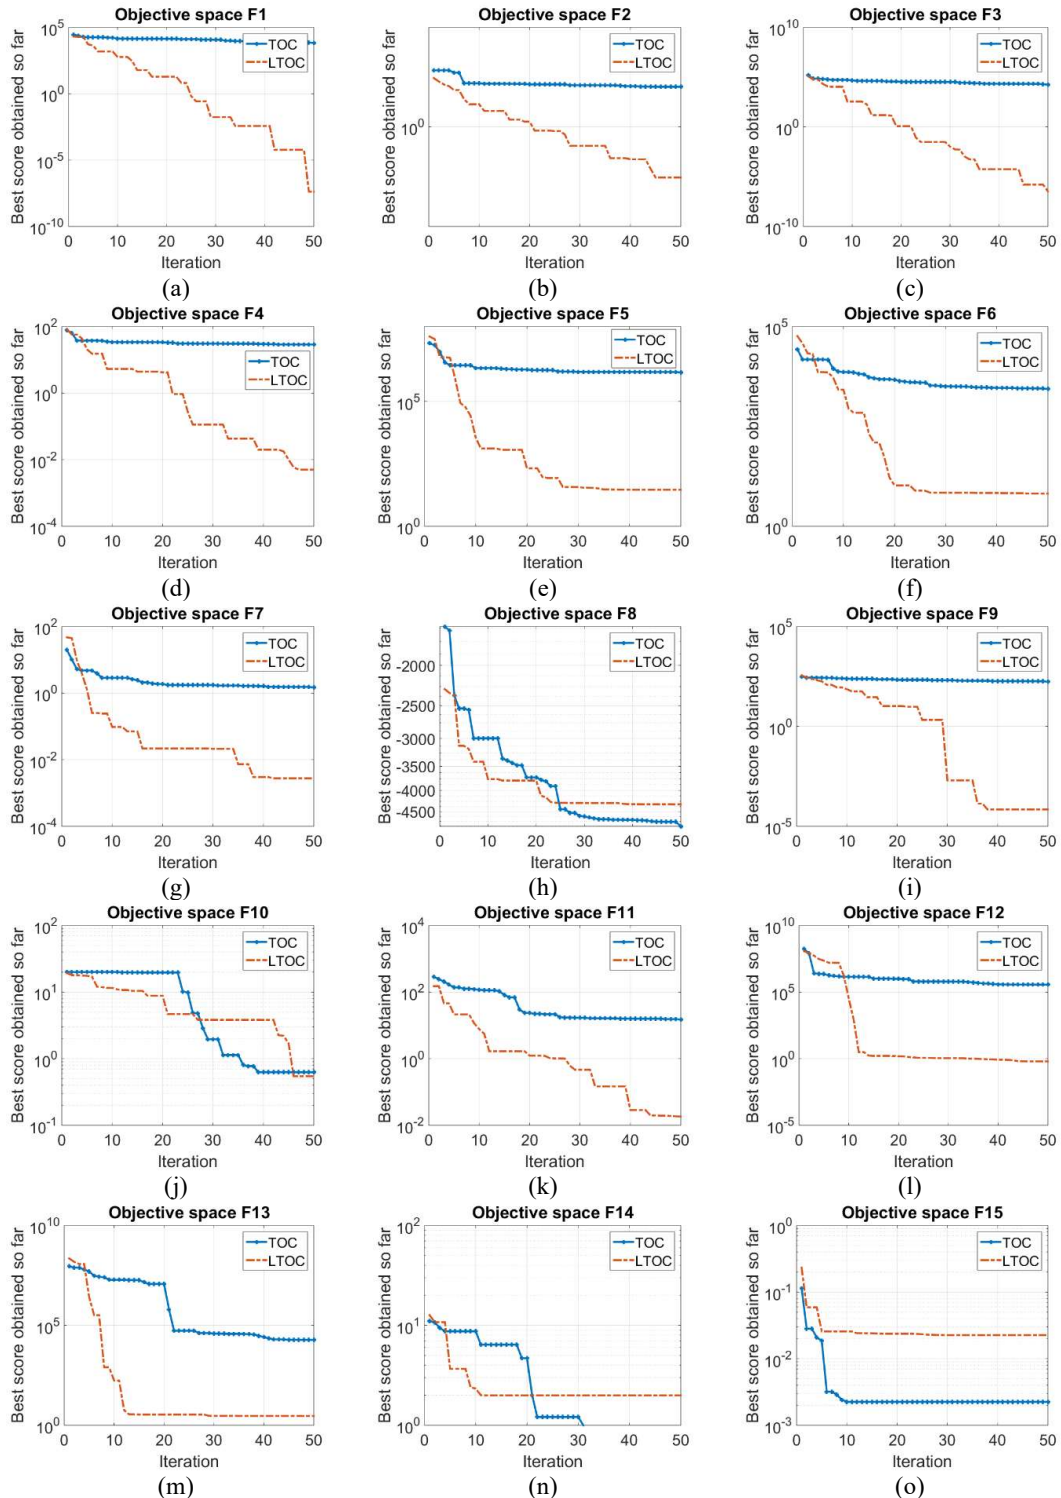 Objective space F1
Objective space F2
Objective space F3
Best score obtained so far
10^5
10^0
10^-5
10^-10
TOC
LTOC
0 10 20 30 40 50
Iteration
(a)
Best score obtained so far
10^0
TOC
LTOC
0 10 20 30 40 50
Iteration
(b)
Best score obtained so far
10^10
10^0
10^-10
TOC
LTOC
0 10 20 30 40 50
Iteration
(c)
Objective space F4
Best score obtained so far
10^2
10^0
10^-2
10^-4
TOC
LTOC
0 10 20 30 40 50
Iteration
(d)
Objective space F5
Best score obtained so far
10^5
10^0
TOC
LTOC
0 10 20 30 40 50
Iteration
(e)
Objective space F6
Best score obtained so far
10^5
10^0
TOC
LTOC
0 10 20 30 40 50
Iteration
(f)
Objective space F7
Best score obtained so far
10^2
10^0
10^-2
10^-4
TOC
LTOC
0 10 20 30 40 50
Iteration
(g)
Objective space F8
Best score obtained so far
-2000
-2500
-3000
-3500
-4000
-4500
TOC
LTOC
0 10 20 30 40 50
Iteration
(h)
Objective space F9
Best score obtained so far
10^5
10^0
10^-5
TOC
LTOC
0 10 20 30 40 50
Iteration
(i)
Objective space F10
Best score obtained so far
10^2
10^1
10^0
10^-1
TOC
LTOC
0 10 20 30 40 50
Iteration
(j)
Objective space F11
Best score obtained so far
10^4
10^2
10^0
10^-2
TOC
LTOC
0 10 20 30 40 50
Iteration
(k)
Objective space F12
Best score obtained so far
10^10
10^5
10^0
10^-5
TOC
LTOC
0 10 20 30 40 50
Iteration
(l)
Objective space F13
Best score obtained so far
10^10
10^5
10^0
TOC
LTOC
0 10 20 30 40 50
Iteration
(m)
Objective space F14
Best score obtained so far
10^2
10^1
10^0
TOC
LTOC
0 10 20 30 40 50
Iteration
(n)
Objective space F15
Best score obtained so far
10^0
10^-1
10^-2
10^-3
TOC
LTOC
0 10 20 30 40 50
Iteration
(o)